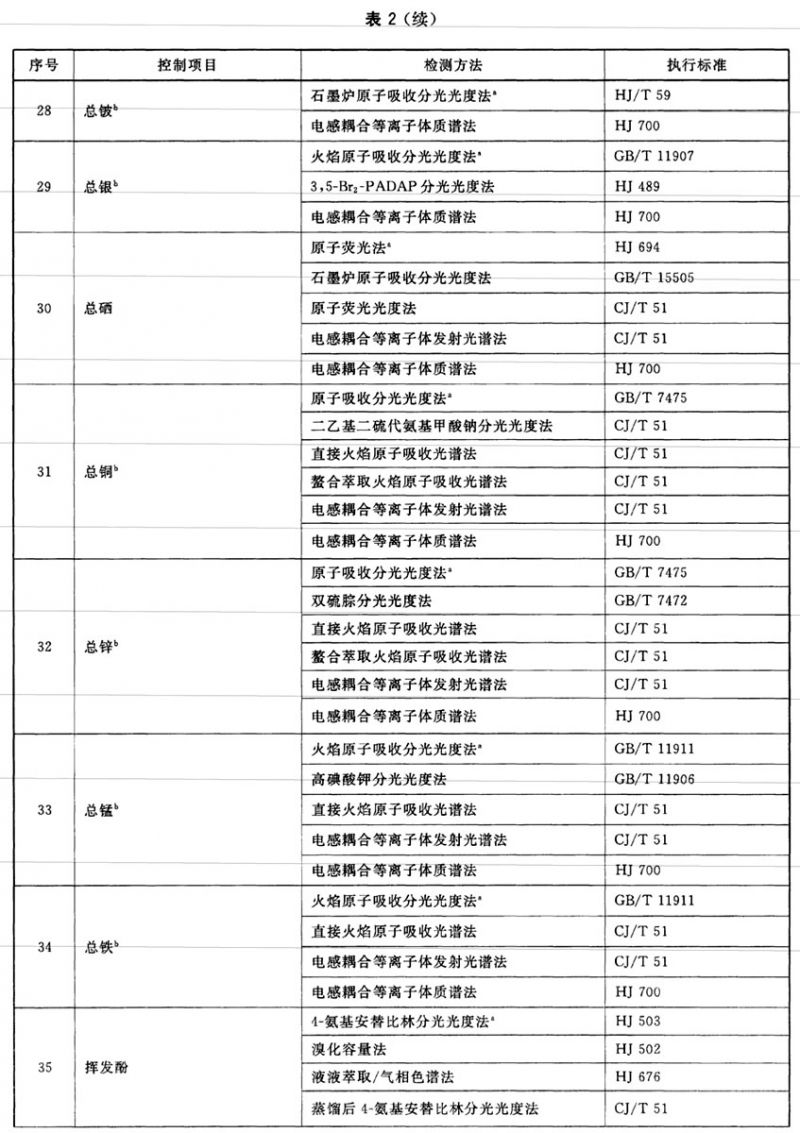 表 2(续)
序号 控制项目 检测方法 执行标准
28 总铍ᵇ 石墨炉原子吸收分光光度法ᵃ HJ/T 59
电感耦合等离子体质谱法 HJ 700
29 总银ᵇ 火焰原子吸收分光光度法ᵃ GB/T 11907
3,5-Br₂-PADAP 分光光度法 HJ 489
电感耦合等离子体质谱法 HJ 700
30 总硒 原子荧光法ᵃ HJ 694
石墨炉原子吸收分光光度法 GB/T 15505
原子荧光光度法 CJ/T 51
电感耦合等离子体发射光谱法 CJ/T 51
电感耦合等离子体质谱法 HJ 700
31 总铜ᵇ 原子吸收分光光度法ᵃ GB/T 7475
二乙基二硫代氨基甲酸钠分光光度法 CJ/T 51
直接火焰原子吸收光谱法 CJ/T 51
螯合萃取火焰原子吸收光谱法 CJ/T 51
电感耦合等离子体发射光谱法 CJ/T 51
电感耦合等离子体质谱法 HJ 700
32 总锌ᵇ 原子吸收分光光度法ᵃ GB/T 7475
双硫腙分光光度法 GB/T 7472
直接火焰原子吸收光谱法 CJ/T 51
螯合萃取火焰原子吸收光谱法 CJ/T 51
电感耦合等离子体发射光谱法 CJ/T 51
电感耦合等离子体质谱法 HJ 700
33 总锰ᵇ 火焰原子吸收分光光度法ᵃ GB/T 11911
高碘酸钾分光光度法 GB/T 11906
直接火焰原子吸收光谱法 CJ/T 51
电感耦合等离子体发射光谱法 CJ/T 51
电感耦合等离子体质谱法 HJ 700
34 总铁ᵇ 火焰原子吸收分光光度法ᵃ GB/T 11911
直接火焰原子吸收光谱法 CJ/T 51
电感耦合等离子体发射光谱法 CJ/T 51
电感耦合等离子体质谱法 HJ 700
35 挥发酚 4-氨基安替比林分光光度法ᵃ HJ 503
溴化容量法 HJ 502
液液萃取/气相色谱法 HJ 676
蒸馏后 4-氨基安替比林分光光度法 CJ/T 51